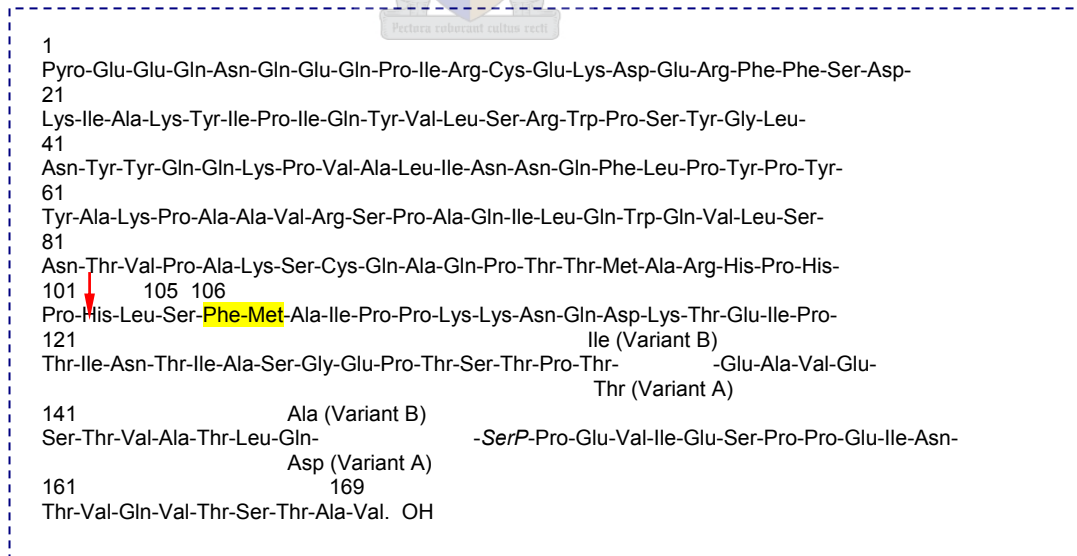 Pectora roborant cultus recti
1
Pyro-Glu-Glu-Gln-Asn-Gln-Glu-Gln-Pro-Ile-Arg-Cys-Glu-Lys-Asp-Glu-Arg-Phe-Phe-Ser-Asp-
21
Lys-Ile-Ala-Lys-Tyr-Ile-Pro-Ile-Gln-Tyr-Val-Leu-Ser-Arg-Trp-Pro-Ser-Tyr-Gly-Leu-
41
Asn-Tyr-Tyr-Gln-Gln-Lys-Pro-Val-Ala-Leu-Ile-Asn-Asn-Gln-Phe-Leu-Pro-Tyr-Pro-Tyr-
61
Tyr-Ala-Lys-Pro-Ala-Ala-Val-Arg-Ser-Pro-Ala-Gln-Ile-Leu-Gln-Trp-Gln-Val-Leu-Ser-
81
Asn-Thr-Val-Pro-Ala-Lys-Ser-Cys-Gln-Ala-Gln-Pro-Thr-Thr-Met-Ala-Arg-His-Pro-His-
101 105 106
Pro-His-Leu-Ser-Phe-Met-Ala-Ile-Pro-Pro-Lys-Lys-Asn-Gln-Asp-Lys-Thr-Glu-Ile-Pro-
121 Ile (Variant B)
Thr-Ile-Asn-Thr-Ile-Ala-Ser-Gly-Glu-Pro-Thr-Ser-Thr-Pro-Thr- -Glu-Ala-Val-Glu-
Thr (Variant A)
141 Ala (Variant B)
Ser-Thr-Val-Ala-Thr-Leu-Gln- -SerP-Pro-Glu-Val-Ile-Glu-Ser-Pro-Pro-Glu-Ile-Asn-
Asp (Variant A)
161 169
Thr-Val-Gln-Val-Thr-Ser-Thr-Ala-Val. OH